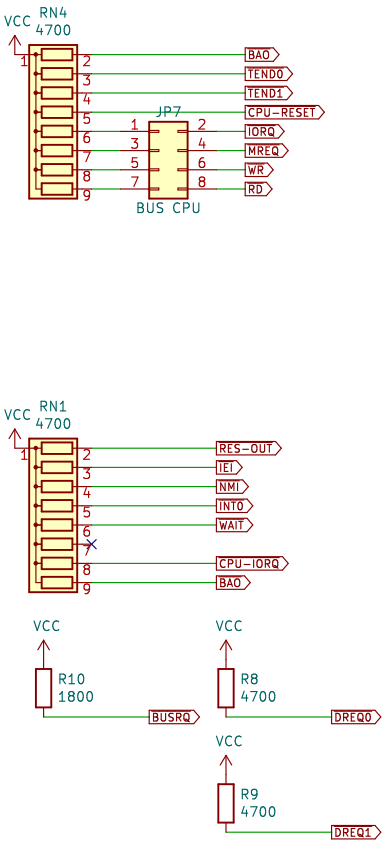 RN4
VCC
4700
1
2
BAO
3
TEND0
4
TEND1
5
CPU-RESET
JP7
6
1
2
IORQ
7
3
4
MREQ
8
5
6
WR
9
7
8
RD
BUS CPU
RN1
VCC
4700
1
2
RES-OUT
3
IEI
4
NMI
5
INT0
6
WAIT
7
8
CPU-IORQ
9
BAO
VCC
VCC
R10
1800
R8
4700
BUSRQ
DREQ0
VCC
R9
4700
DREQ1